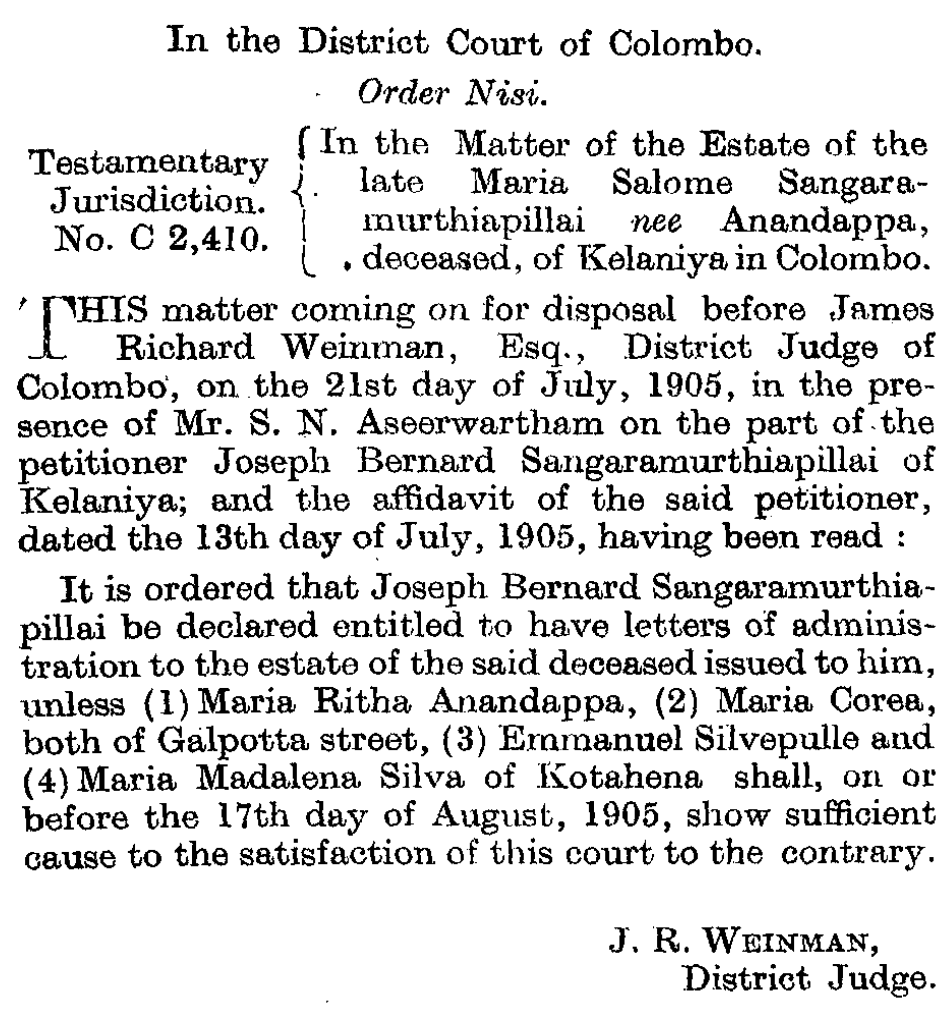 In the District Court of Colombo.
Order Nisi.
Testamentary
Jurisdiction.
No. C 2,410.
In the Matter of the Estate of the
late Maria Salome Sangara-
murthiapillai nee Anandappa,
deceased, of Kelaniya in Colombo.
THIS matter coming on for disposal before James
Richard Weinman, Esq., District Judge of
Colombo, on the 21st day of July, 1905, in the pre-
sence of Mr. S. N. Aseerwartham on the part of the
petitioner Joseph Bernard Sangaramurthiapillai of
Kelaniya; and the affidavit of the said petitioner,
dated the 13th day of July, 1905, having been read :
It is ordered that Joseph Bernard Sangaramurthia-
pillai be declared entitled to have letters of adminis-
tration to the estate of the said deceased issued to him,
unless (1) Maria Ritha Anandappa, (2) Maria Corea,
both of Galpotta street, (3) Emmanuel Silvepulle and
(4) Maria Madalena Silva of Kotahena shall, on or
before the 17th day of August, 1905, show sufficient
cause to the satisfaction of this court to the contrary.
J. R. WEINMAN,
District Judge.